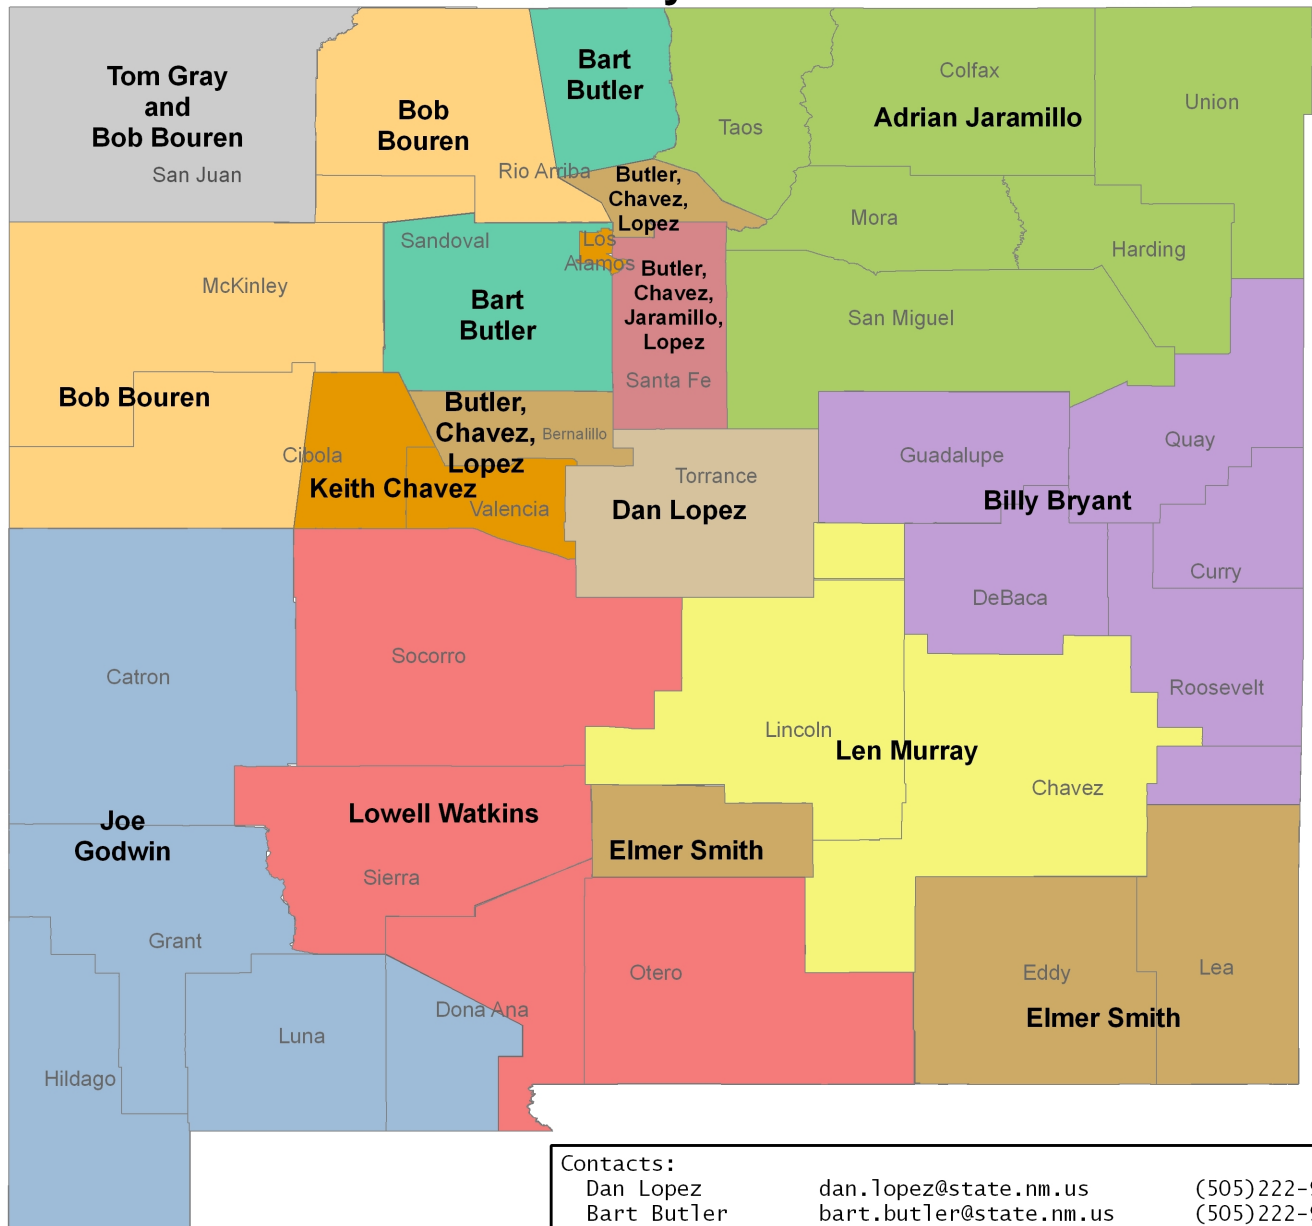 Tom Gray
and
Bob Bouren
San Juan
Bob
Bouren
Rio Arriba
Bart
Butler
Taos
Colfax
Adrian Jaramillo
Union
Butler,
Chavez,
Lopez
Mora
Harding
McKinley
Sandoval
Los
Alamos
Bart
Butler
Butler,
Chavez,
Jaramillo,
Lopez
Santa Fe
San Miguel
Bob Bouren
Cibola
Keith Chavez
Butler,
Chavez,
Lopez
Bernalillo
Valencia
Torrance
Dan Lopez
Guadalupe
Quay
Billy Bryant
DeBaca
Curry
Roosevelt
Catron
Socorro
Lincoln
Len Murray
Chavez
Joe
Godwin
Lowell Watkins
Sierra
Elmer Smith
Grant
Otero
Eddy
Lea
Elmer Smith
Dona Ana
Luna
Hildago
Contacts:
Dan Lopez dan.lopez@state.nm.us (505)222-9
Bart Butler bart.butler@state.nm.us (505)222-